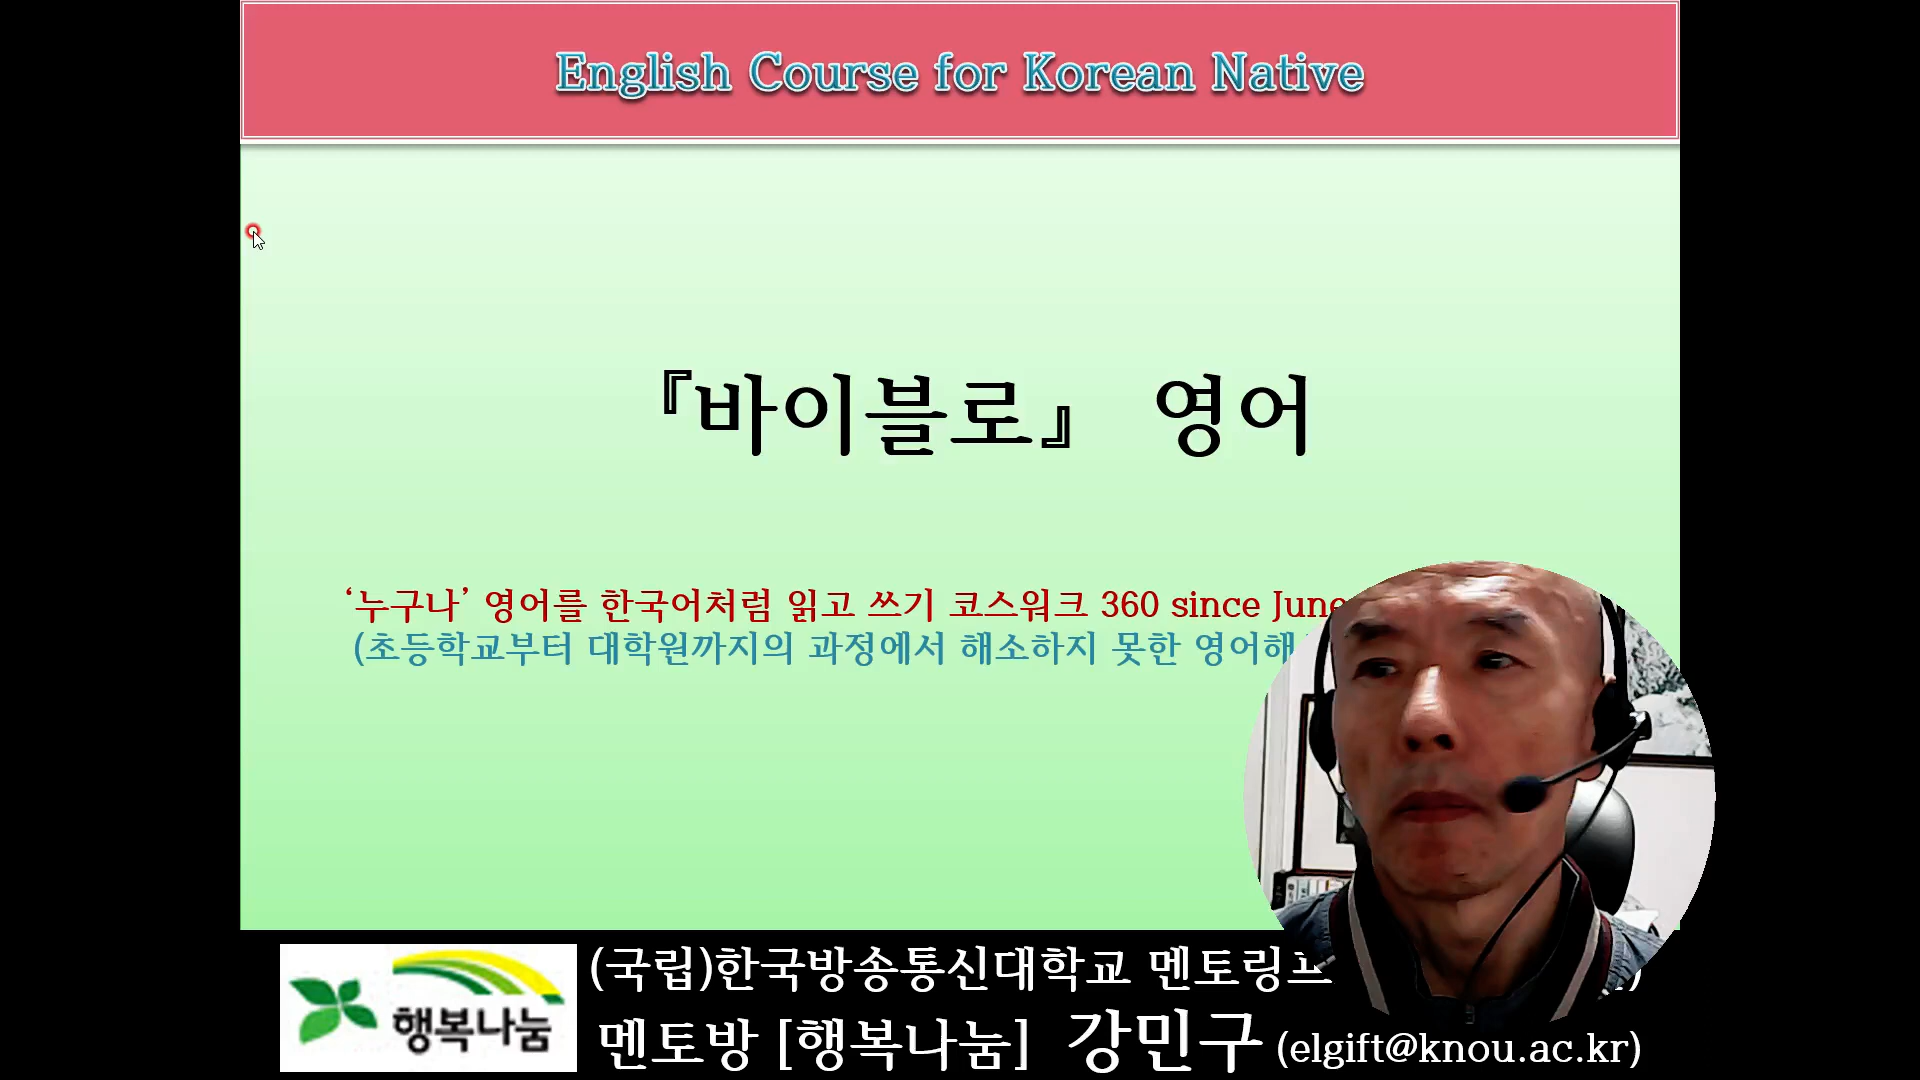 English Course for Korean Native
『바이블로』 영어
‘누구나’ 영어를 한국어처럼 읽고 쓰기 코스워크 360 since June
(초등학교부터 대학원까지의 과정에서 해소하지 못한 영어해
행복나눔
(국립)한국방송통신대학교 멘토링프
멘토방 [행복나눔] 강민구 (elgift@knou.ac.kr)